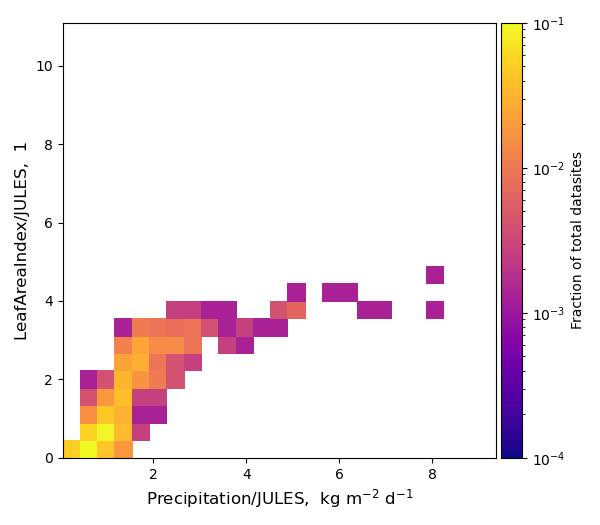 10
8
6
4
2
0
2 4 6 8
LeafAreaIndex/JULES,  1
Precipitation/JULES,  kg m⁻² d⁻¹
10⁻¹
10⁻²
10⁻³
10⁻⁴
Fraction of total datasites